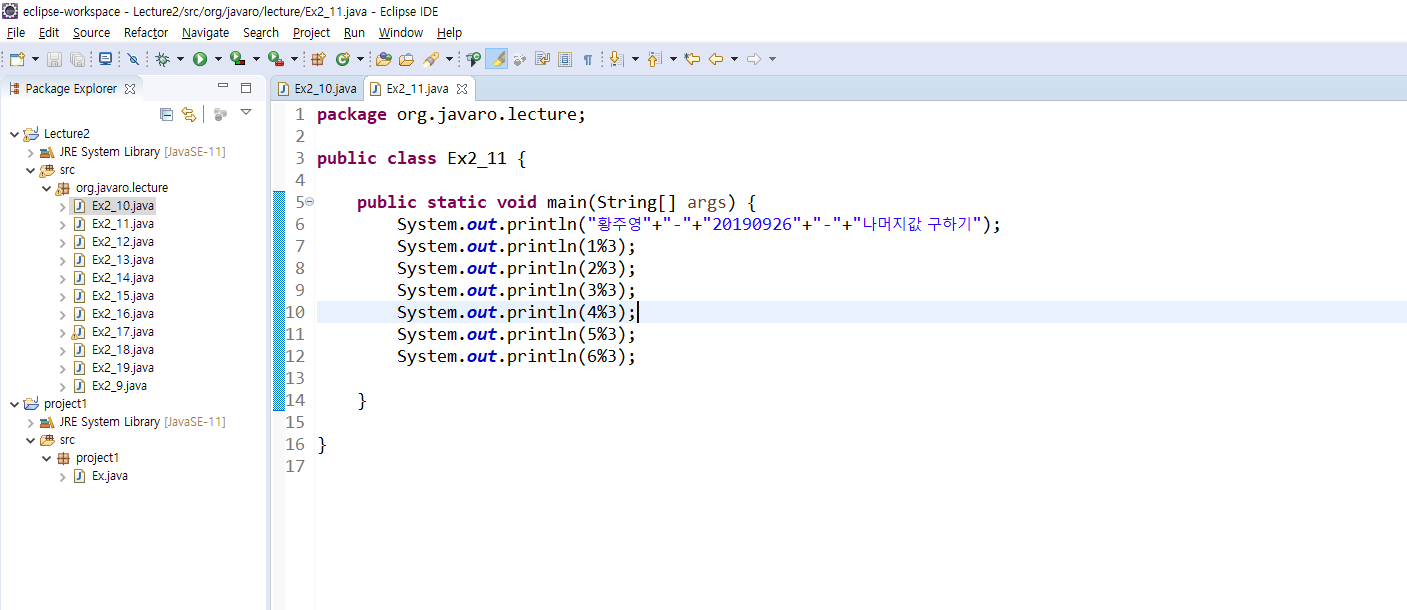 eclipse-workspace - Lecture2/src/org/javaro/lecture/Ex2_11.java - Eclipse IDE
File Edit Source Refactor Navigate Search Project Run Window Help
Package Explorer
Lecture2
JRE System Library [JavaSE-11]
src
org.javaro.lecture
Ex2_10.java
Ex2_11.java
Ex2_12.java
Ex2_13.java
Ex2_14.java
Ex2_15.java
Ex2_16.java
Ex2_17.java
Ex2_18.java
Ex2_19.java
Ex2_9.java
project1
JRE System Library [JavaSE-11]
src
project1
Ex.java
Ex2_10.java Ex2_11.java
1 package org.javaro.lecture;
2
3 public class Ex2_11 {
4
5 public static void main(String[] args) {
6 System.out.println("황주영"+"-"+"20190926"+"-"+"나머지값 구하기");
7 System.out.println(1%3);
8 System.out.println(2%3);
9 System.out.println(3%3);
10 System.out.println(4%3);
11 System.out.println(5%3);
12 System.out.println(6%3);
13
14 }
15
16 }
17